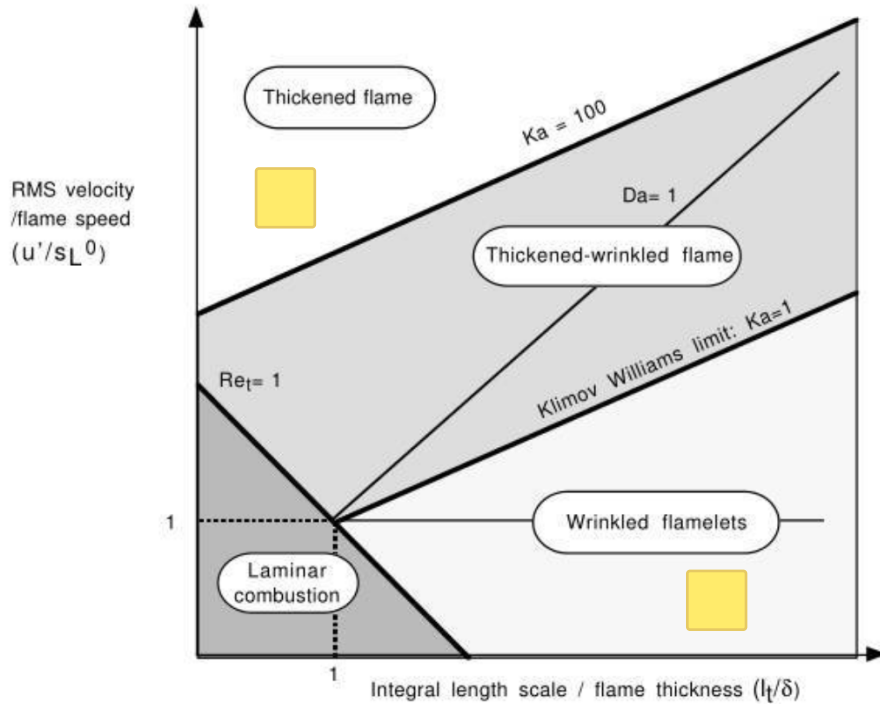 Thickened flame
Ka = 100
RMS velocity
/flame speed
(u'/sL⁰)
Da= 1
Thickened-wrinkled flame
Klimov Williams limit: Ka=1
Ret= 1
1
Wrinkled flamelets
Laminar
combustion
1
Integral length scale / flame thickness (lt/δ)